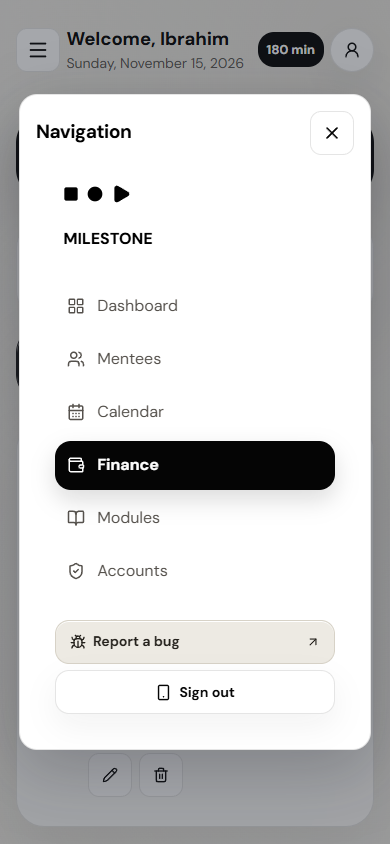 Welcome, Ibrahim
Sunday, November 15, 2026
180 min
Navigation
MILESTONE
Dashboard
Mentees
Calendar
Finance
Modules
Accounts
Report a bug
Sign out